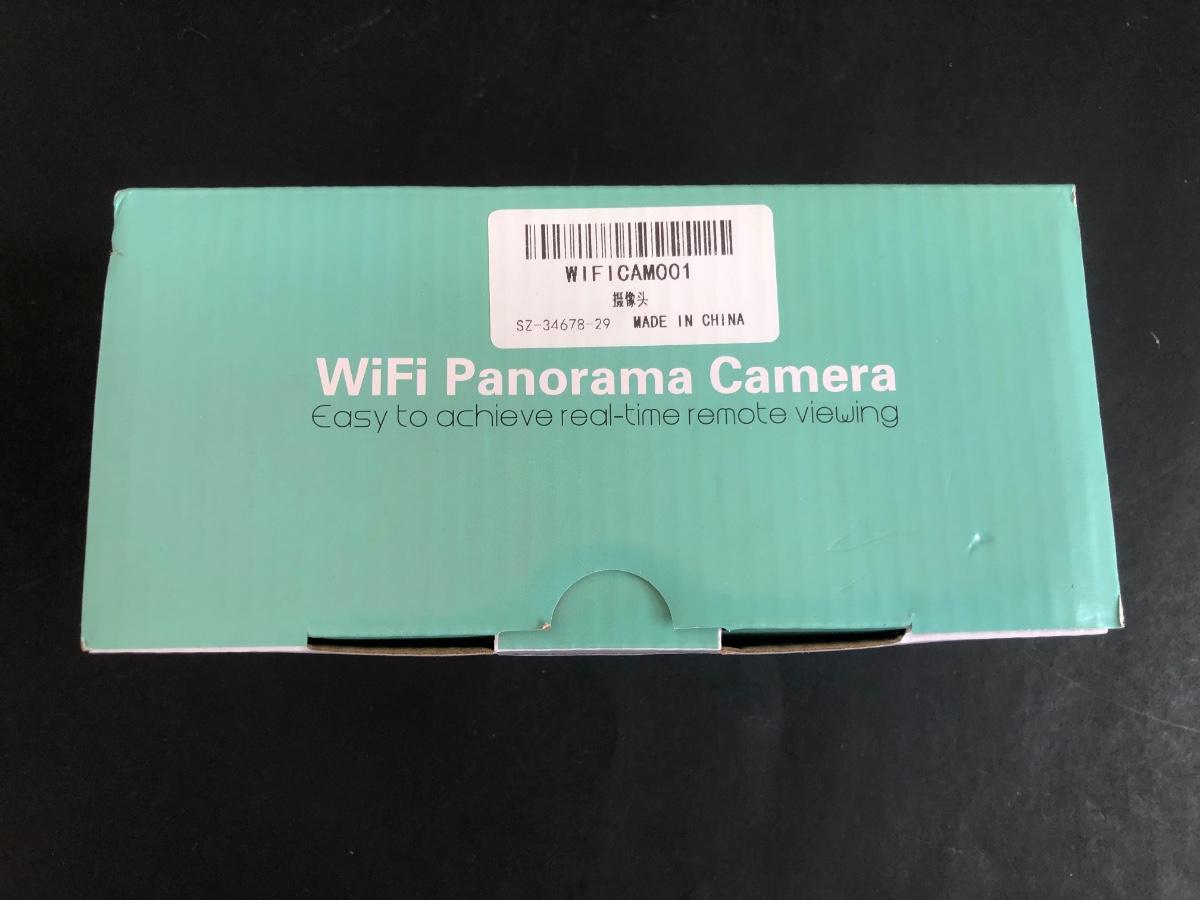 WIFICAM001
摄像头
SZ-34678-29 MADE IN CHINA
WiFi Panorama Camera
Easy to achieve real-time remote viewing